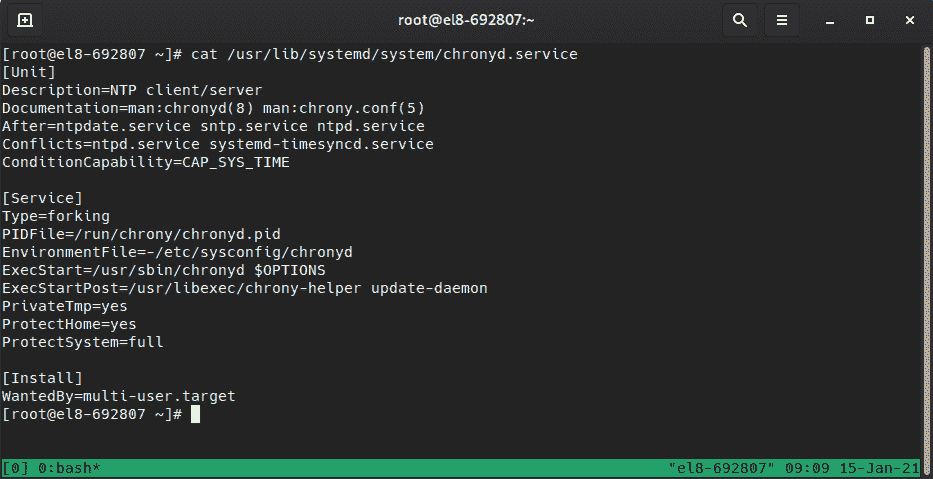 root@el8-692807:~
[root@el8-692807 ~]# cat /usr/lib/systemd/system/chronyd.service
[Unit]
Description=NTP client/server
Documentation=man:chronyd(8) man:chrony.conf(5)
After=ntpdate.service sntp.service ntpd.service
Conflicts=ntpd.service systemd-timesyncd.service
ConditionCapability=CAP_SYS_TIME

[Service]
Type=forking
PIDFile=/run/chrony/chronyd.pid
EnvironmentFile=-/etc/sysconfig/chronyd
ExecStart=/usr/sbin/chronyd $OPTIONS
ExecStartPost=/usr/libexec/chrony-helper update-daemon
PrivateTmp=yes
ProtectHome=yes
ProtectSystem=full

[Install]
WantedBy=multi-user.target
[root@el8-692807 ~]#
[0] 0:bash* "el8-692807" 09:09 15-Jan-21